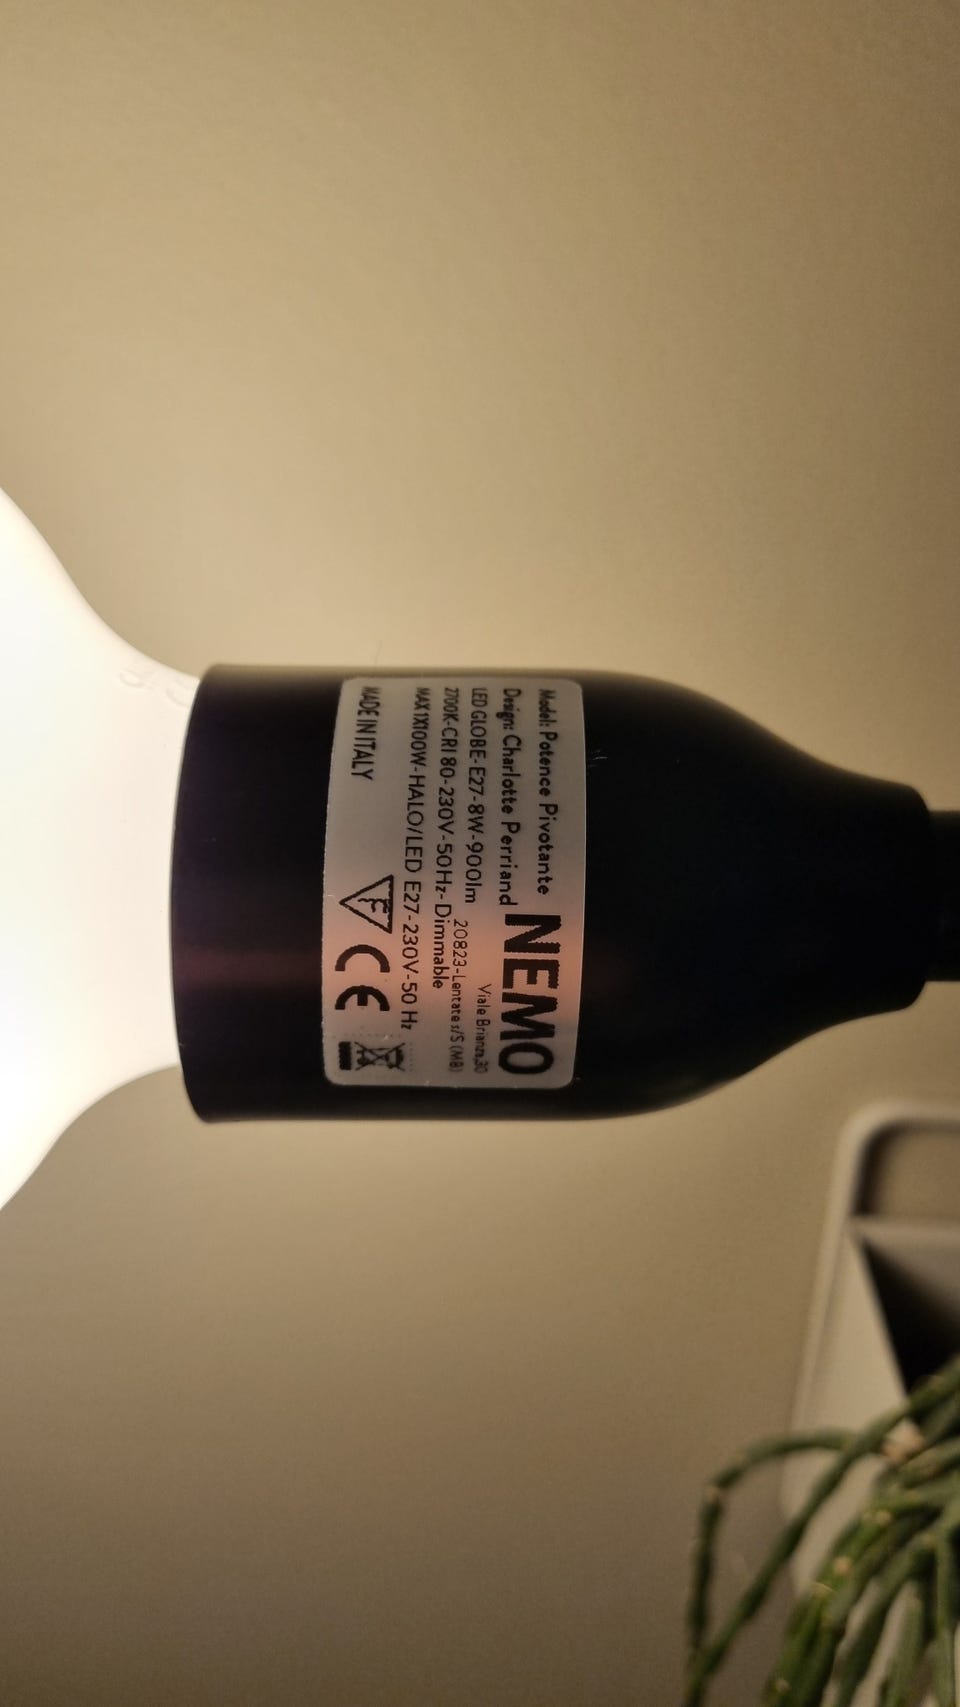 Model: Potence Pivotante
Design: Charlotte Perriand
NEMO
LED GLOBE-E27-8W-900lm
Viale Brianza,30
2700K-CRI 80-230V-50Hz-Dimmable
20823-Lentate s/S (MB)
MAX 1X100W-HALO/LED E27-230V-50 Hz
MADE IN ITALY
F
CE